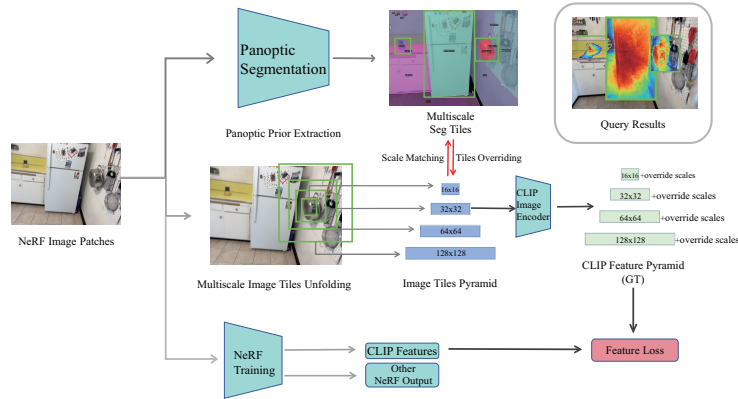 Panoptic
Segmentation
Panoptic Prior Extraction
Multiscale
Seg Tiles
Query Results
Scale Matching
Tiles Overriding
NeRF Image Patches
16x16
32x32
64x64
128x128
CLIP
Image
Encoder
16x16 +override scales
32x32 +override scales
64x64 +override scales
128x128 +override scales
Multiscale Image Tiles Unfolding
Image Tiles Pyramid
CLIP Feature Pyramid
(GT)
NeRF
Training
CLIP Features
Other
NeRF Output
Feature Loss